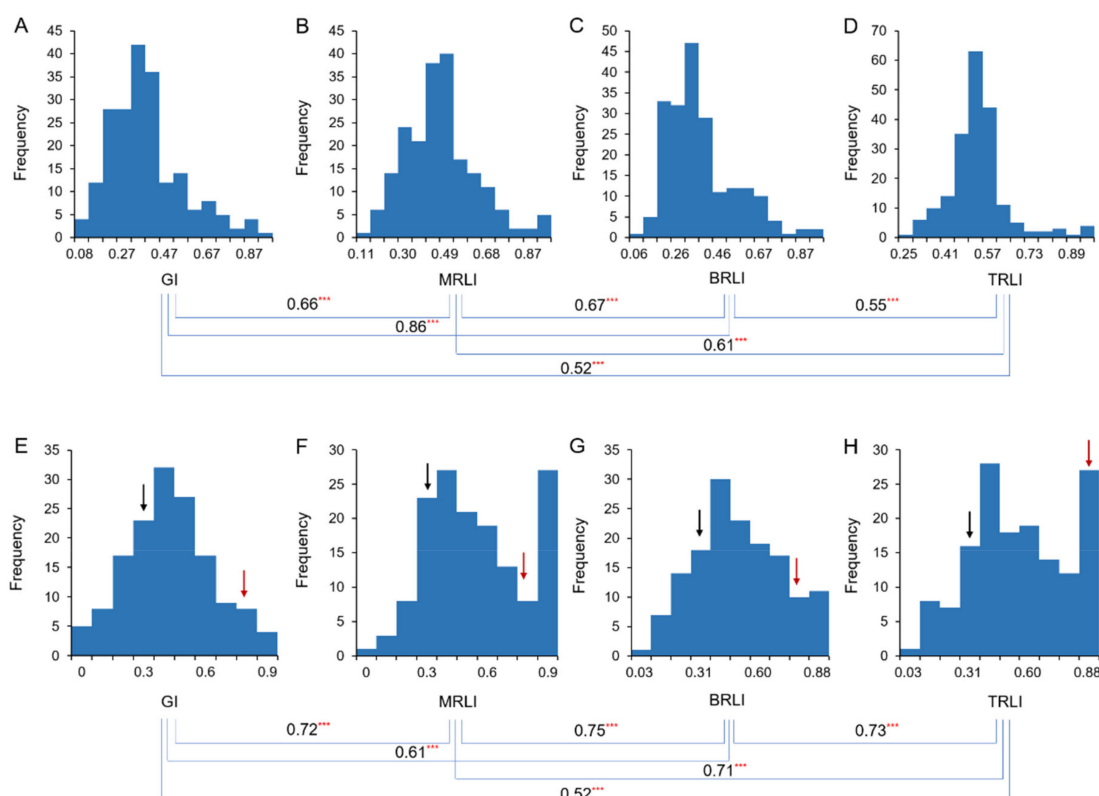 A B C D
Frequency 45 40 35 30 25 20 15 10 5 0
0.08 0.27 0.47 0.67 0.87
GI
Frequency 45 40 35 30 25 20 15 10 5 0
0.11 0.30 0.49 0.68 0.87
MRLI
Frequency 50 45 40 35 30 25 20 15 10 5 0
0.06 0.26 0.46 0.67 0.87
BRLI
Frequency 70 60 50 40 30 20 10 0
0.25 0.41 0.57 0.73 0.89
TRLI
0.66*** 0.67*** 0.55***
0.86***
0.61***
0.52***
E F G H
Frequency 35 30 25 20 15 10 5 0
0 0.3 0.6 0.9
GI
Frequency 30 25 20 15 10 5 0
0 0.3 0.6 0.9
MRLI
Frequency 35 30 25 20 15 10 5 0
0.03 0.31 0.60 0.88
BRLI
Frequency 30 25 20 15 10 5 0
0.03 0.31 0.60 0.88
TRLI
0.72*** 0.75*** 0.73***
0.61***
0.71***
0.52***